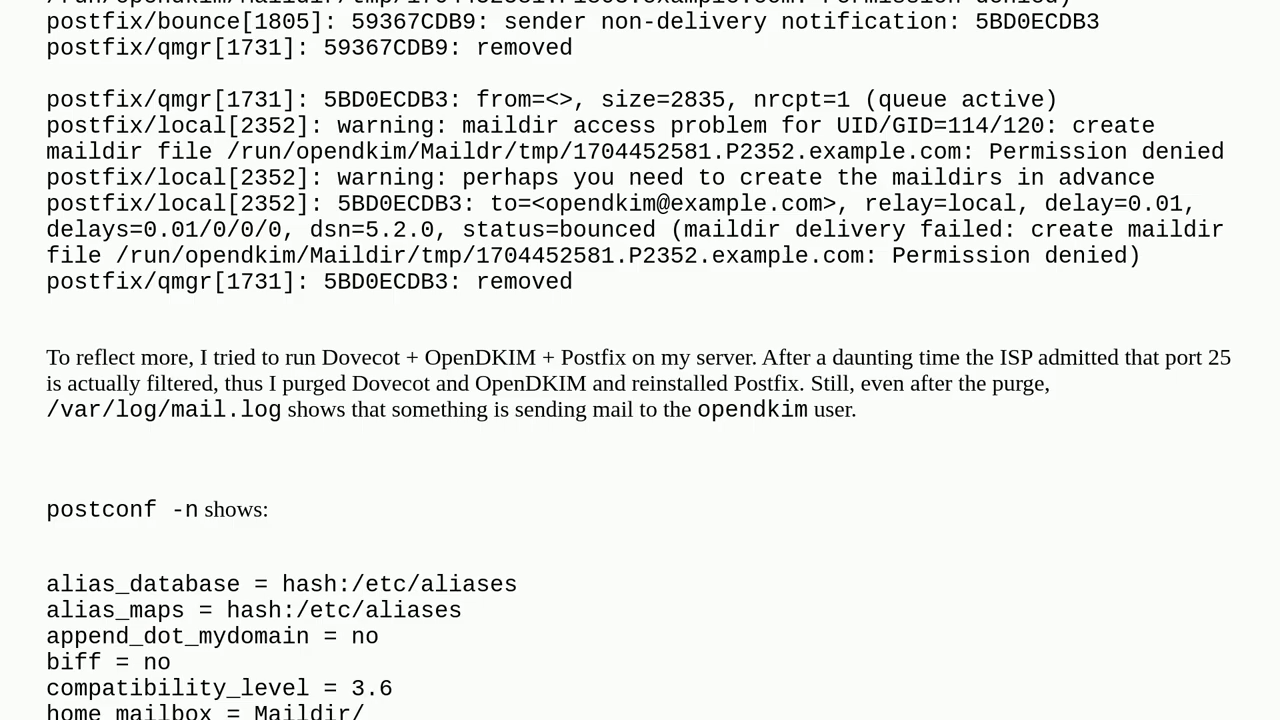 postfix/bounce[1805]: 59367CDB9: sender non-delivery notification: 5BD0ECDB3
postfix/qmgr[1731]: 59367CDB9: removed
postfix/qmgr[1731]: 5BD0ECDB3: from=<>, size=2835, nrcpt=1 (queue active)
postfix/local[2352]: warning: maildir access problem for UID/GID=114/120: create
maildir file /run/opendkim/Maildr/tmp/1704452581.P2352.example.com: Permission denied
postfix/local[2352]: warning: perhaps you need to create the maildirs in advance
postfix/local[2352]: 5BD0ECDB3: to=<opendkim@example.com>, relay=local, delay=0.01,
delays=0.01/0/0/0, dsn=5.2.0, status=bounced (maildir delivery failed: create maildir
file /run/opendkim/Maildir/tmp/1704452581.P2352.example.com: Permission denied)
postfix/qmgr[1731]: 5BD0ECDB3: removed
To reflect more, I tried to run Dovecot + OpenDKIM + Postfix on my server. After a daunting time the ISP admitted that port 25
is actually filtered, thus I purged Dovecot and OpenDKIM and reinstalled Postfix. Still, even after the purge,
/var/log/mail.log shows that something is sending mail to the opendkim user.
postconf -n shows:
alias_database = hash:/etc/aliases
alias_maps = hash:/etc/aliases
append_dot_mydomain = no
biff = no
compatibility_level = 3.6
home_mailbox = Maildir/